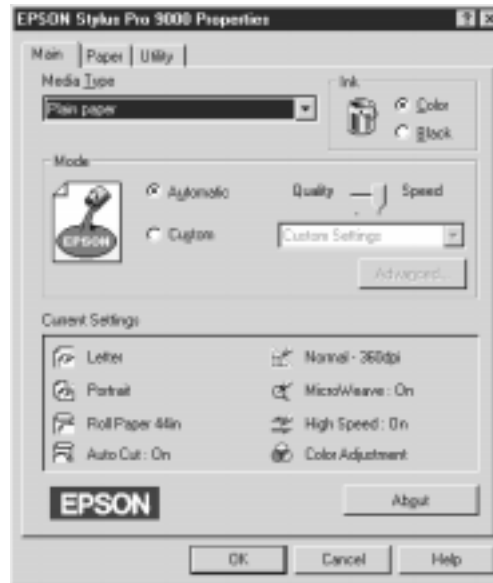 EPSON Stylus Pro 9000 Properties
Main Paper Utility
Media Type
Plain paper
Ink
Color
Black
Mode
EPSON
Automatic
Custom
Quality Speed
Custom Settings
Advanced...
Current Settings
Letter
Normal - 360dpi
Portrait
MicroWeave : On
Roll Paper 44in
High Speed : On
Auto Cut : On
Color Adjustment
EPSON
About
OK Cancel Help